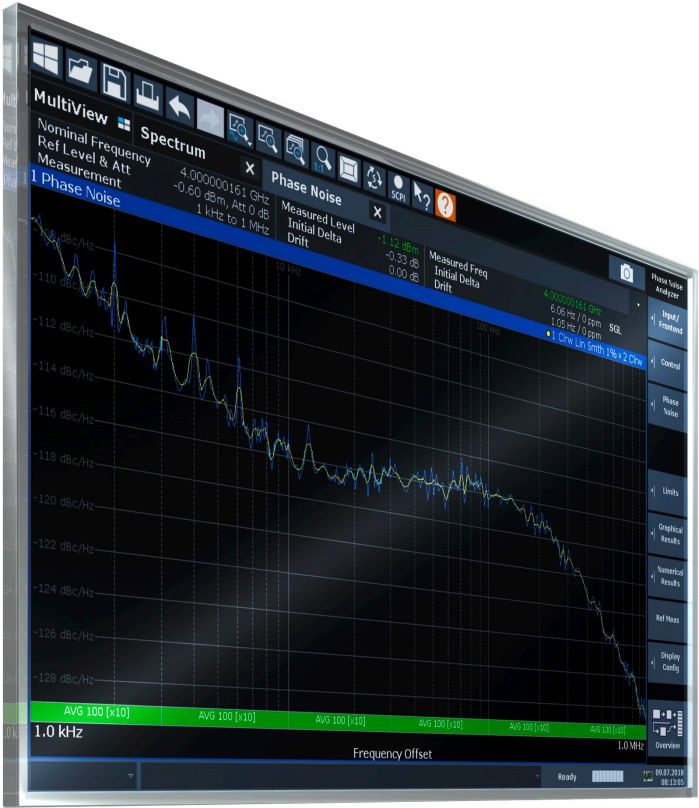 MultiView
Spectrum
Phase Noise
1:1
SCPI
Nominal Frequency 4.000000161 GHz
Ref Level & Att -0.60 dBm, Att 0 dB
Measurement 1 kHz to 1 MHz
Measured Level -1.12 dBm
Initial Delta -0.33 dB
Drift 0.00 dB
Measured Freq 4.000000161 GHz
Initial Delta 6.06 Hz / 0 ppm
Drift 1.05 Hz / 0 ppm
SGL
1 Phase Noise
1 Clrw Lin Smth 1% 2 Clrw
10 kHz
100 kHz
dBc/Hz
-110 dBc/Hz
-112 dBc/Hz
-114 dBc/Hz
-116 dBc/Hz
-118 dBc/Hz
-120 dBc/Hz
-122 dBc/Hz
-124 dBc/Hz
-126 dBc/Hz
-128 dBc/Hz
AVG 100 [x10]
AVG 100 [x10]
AVG 100 [x10]
AVG 100 [x10]
AVG 100 [x10]
AVG 100 [x10]
1.0 kHz
Frequency Offset
1.0 MHz
Phase Noise
Analyzer
Input/
Frontend
Control
Phase
Noise
Limits
Graphical
Results
Numerical
Results
Ref Meas
Display
Config
Overview
Ready
09.07.2018
08:13:05